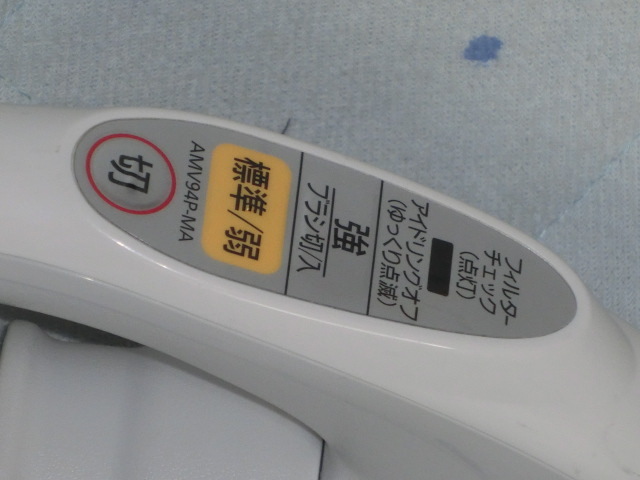 フィルター
チェック
(点灯)
アイドリングオフ
(ゆっくり点滅)
強
ブラシ切/入
標準/弱
切
AMV94P-MA